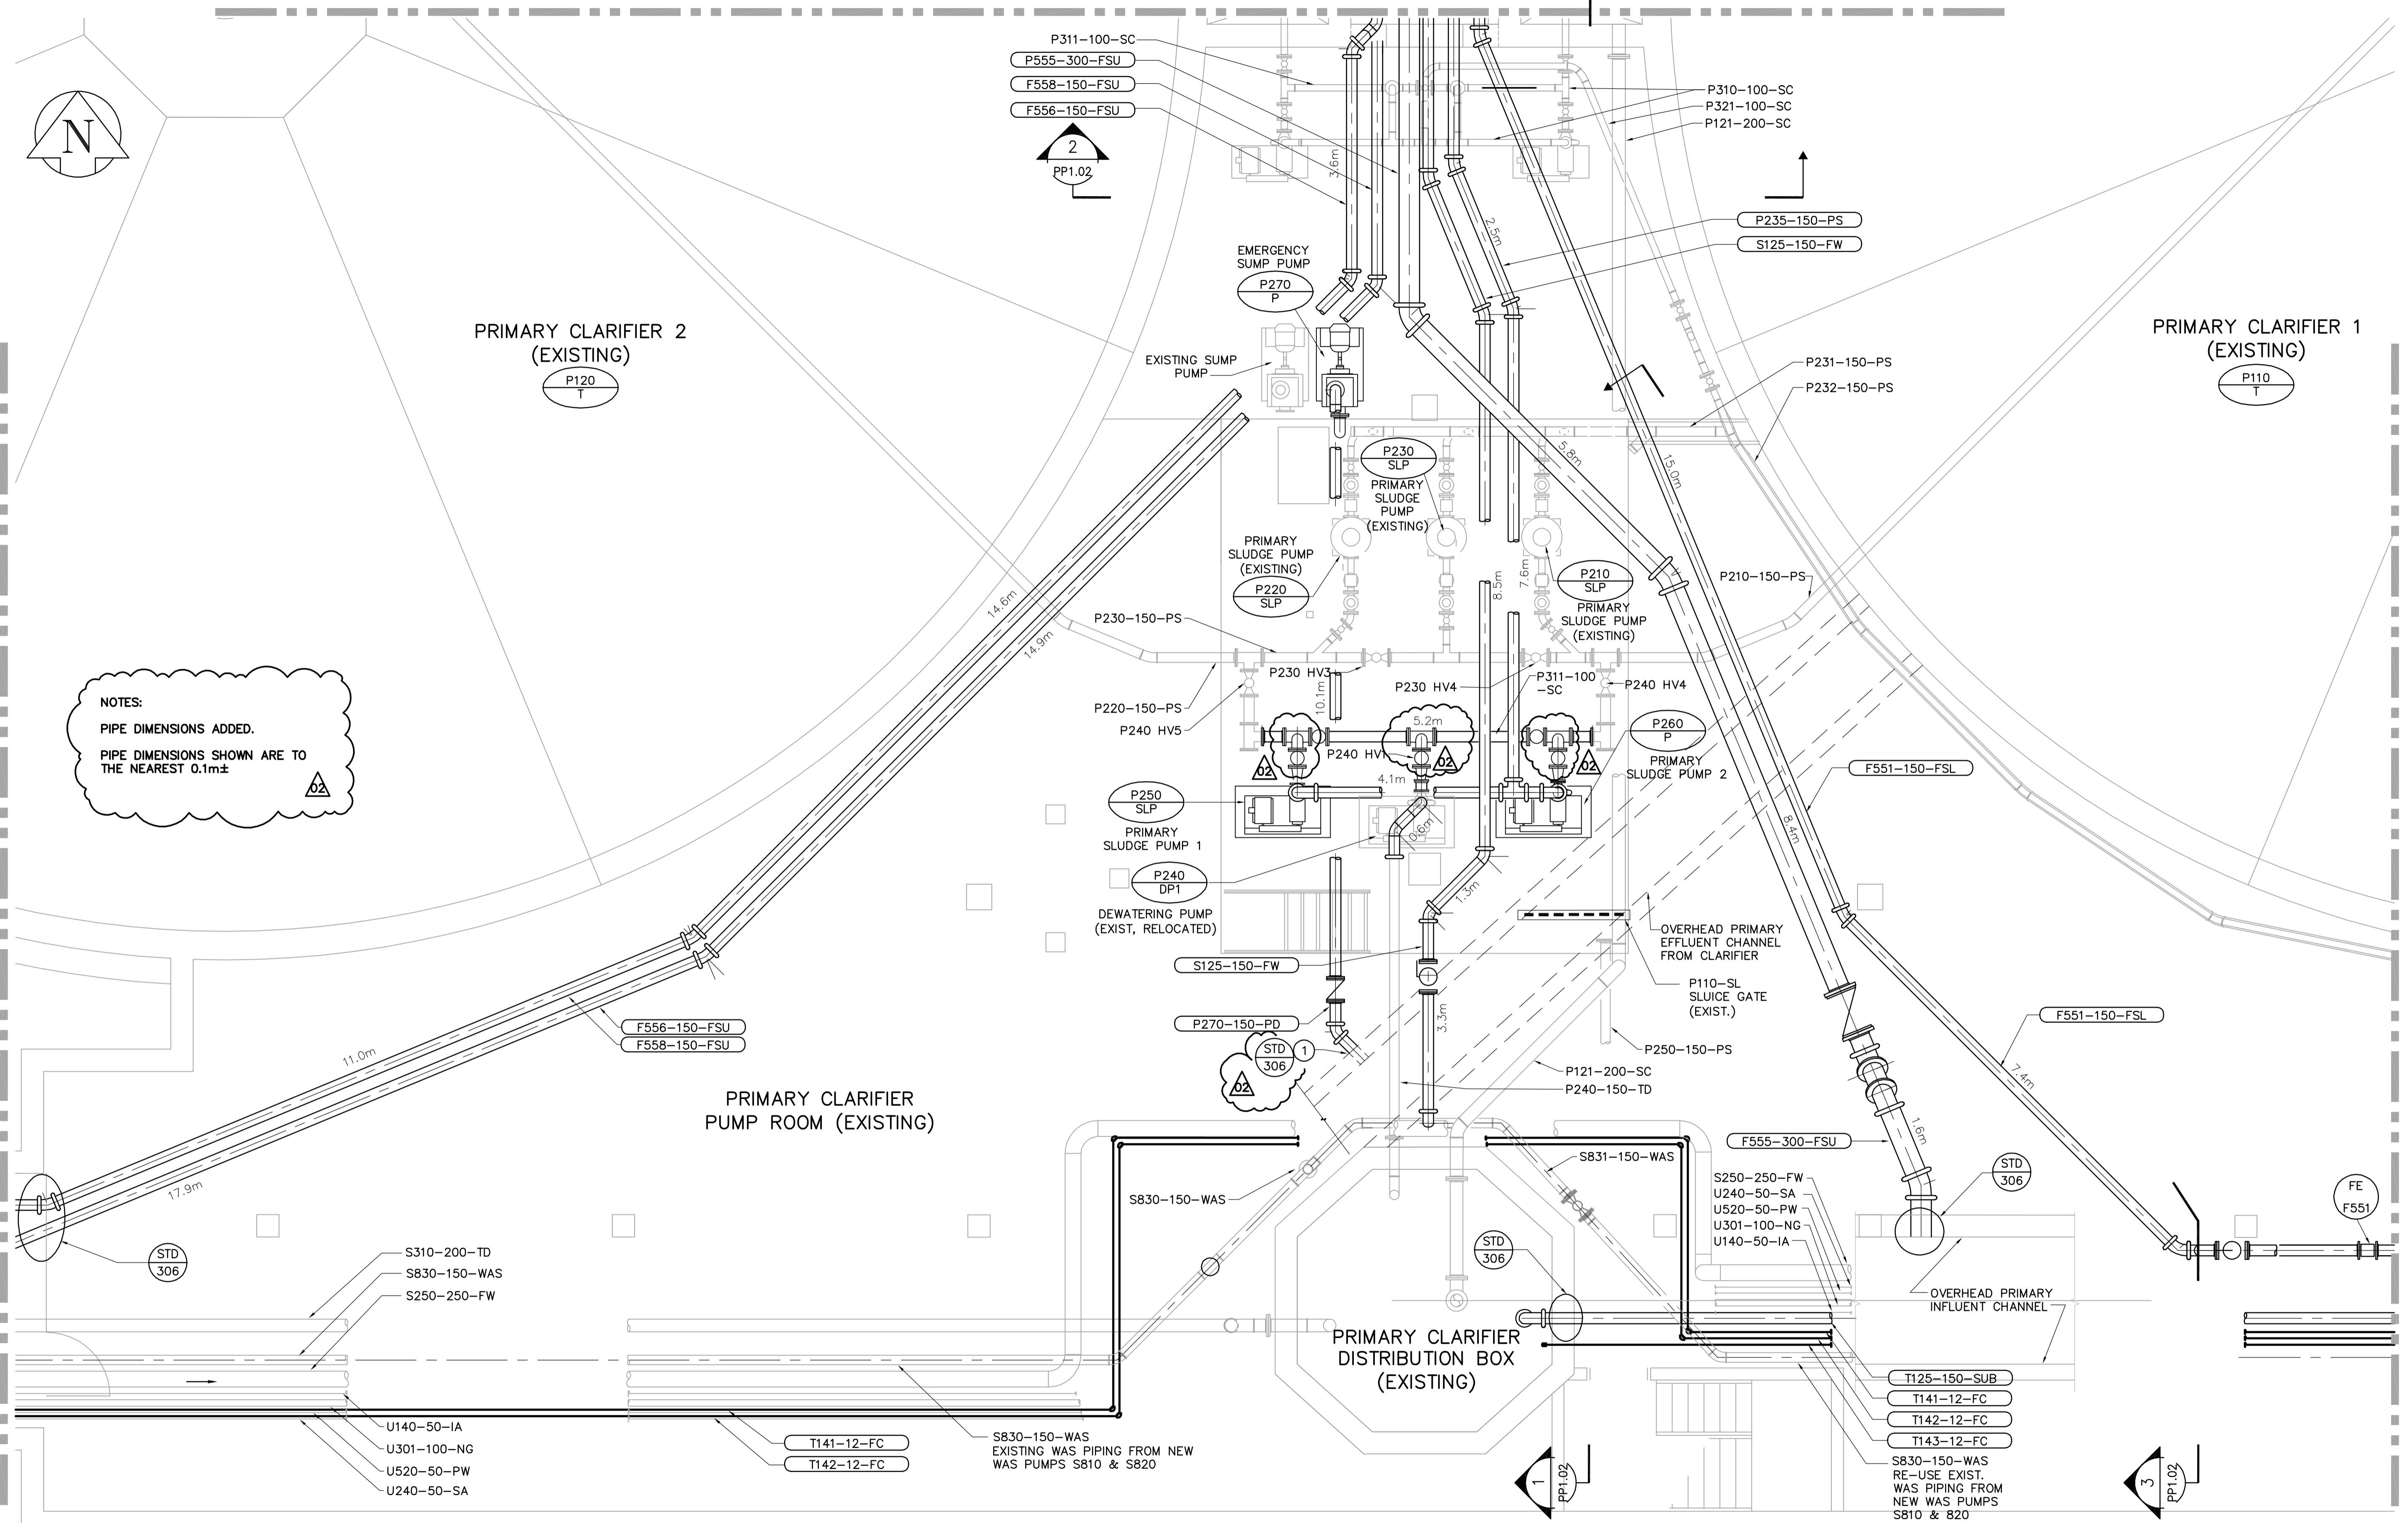 P311-100-SC
P555-300-FSU
F558-150-FSU
F556-150-FSU
2
PP1.02
N
3.6m
P310-100-SC
P321-100-SC
P121-200-SC
2.5m
P235-150-PS
S125-150-FW
EMERGENCY
SUMP PUMP
P270
P
PRIMARY CLARIFIER 2
(EXISTING)
P120
T
EXISTING SUMP
PUMP
PRIMARY CLARIFIER 1
(EXISTING)
P110
T
P231-150-PS
P232-150-PS
P230
SLP
PRIMARY
SLUDGE
PUMP
(EXISTING)
5.8m
15.0m
PRIMARY
SLUDGE PUMP
(EXISTING)
P220
SLP
8.5m
7.6m
P210
SLP
PRIMARY
SLUDGE PUMP
(EXISTING)
P210-150-PS
14.6m
14.9m
P230-150-PS
P230 HV3
P230 HV4
P311-100
-SC
P240 HV4
P220-150-PS
P240 HV5
10.1m
5.2m
P240 HV1
02
02
02
P260
P
PRIMARY
SLUDGE PUMP 2
NOTES:
PIPE DIMENSIONS ADDED.
PIPE DIMENSIONS SHOWN ARE TO
THE NEAREST 0.1m±
02
4.1m
0.6m
P250
SLP
PRIMARY
SLUDGE PUMP 1
F551-150-FSL
8.4m
P240
DP1
DEWATERING PUMP
(EXIST, RELOCATED)
1.3m
OVERHEAD PRIMARY
EFFLUENT CHANNEL
FROM CLARIFIER
S125-150-FW
P110-SL
SLUICE GATE
(EXIST.)
P270-150-PD
3.3m
F556-150-FSU
F558-150-FSU
11.0m
17.9m
STD
306
1
02
P250-150-PS
P121-200-SC
P240-150-TD
F551-150-FSL
7.4m
PRIMARY CLARIFIER
PUMP ROOM (EXISTING)
F555-300-FSU
1.6m
S831-150-WAS
S830-150-WAS
S250-250-FW
U240-50-SA
U520-50-PW
U301-100-NG
U140-50-IA
STD
306
FE
F551
STD
306
STD
306
S310-200-TD
S830-150-WAS
S250-250-FW
OVERHEAD PRIMARY
INFLUENT CHANNEL
PRIMARY CLARIFIER
DISTRIBUTION BOX
(EXISTING)
T125-150-SUB
T141-12-FC
T142-12-FC
T143-12-FC
U140-50-IA
U301-100-NG
U520-50-PW
U240-50-SA
T141-12-FC
T142-12-FC
S830-150-WAS
EXISTING WAS PIPING FROM NEW
WAS PUMPS S810 & S820
1
PP1.02
S830-150-WAS
RE-USE EXIST.
WAS PIPING FROM
NEW WAS PUMPS
S810 & 820
3
PP1.02